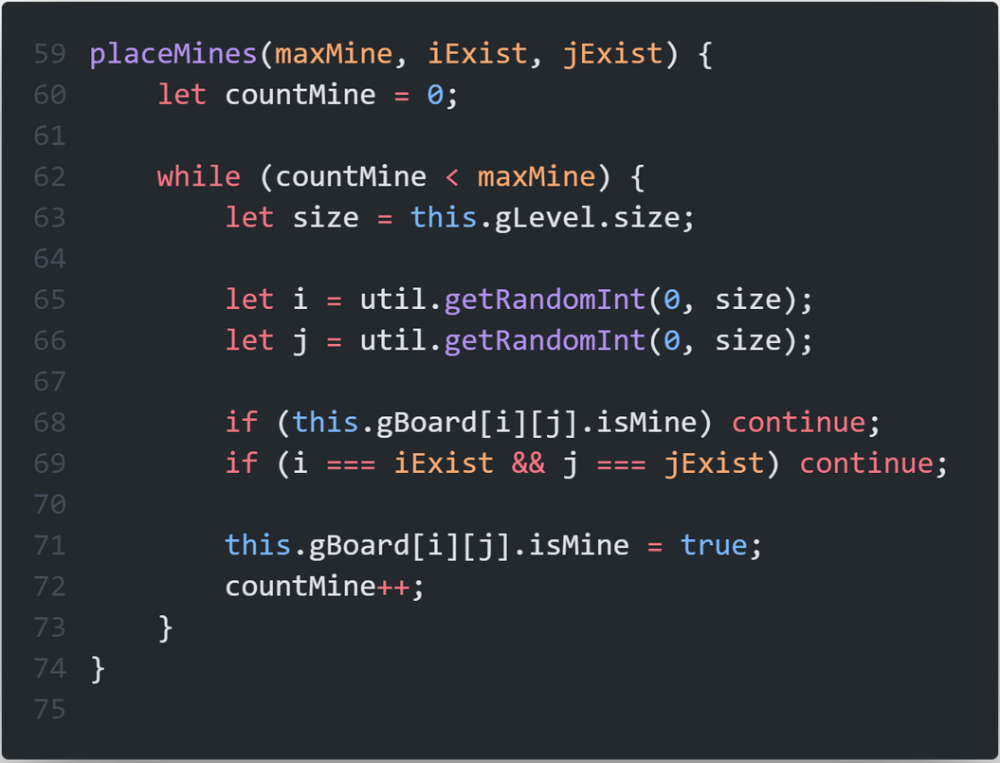 59 placeMines(maxMine, iExist, jExist) {
60     let countMine = 0;
61
62     while (countMine < maxMine) {
63         let size = this.gLevel.size;
64
65         let i = util.getRandomInt(0, size);
66         let j = util.getRandomInt(0, size);
67
68         if (this.gBoard[i][j].isMine) continue;
69         if (i === iExist && j === jExist) continue;
70
71         this.gBoard[i][j].isMine = true;
72         countMine++;
73     }
74 }
75